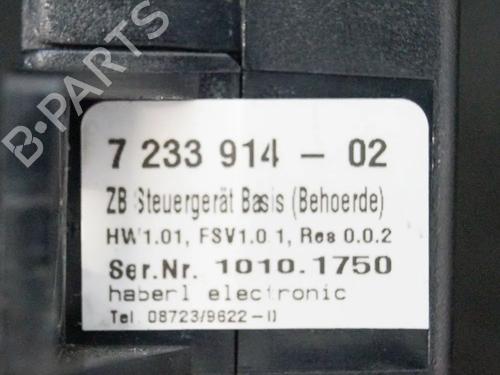 B-PARTS
7 233 914 - 02
ZB Steuergerät Basis (Behoerde)
HW1.01, FSV1.0.1, Res 0.0.2
Ser.Nr. 1010.1750
haberl electronic
Tel. 08723/9622-0